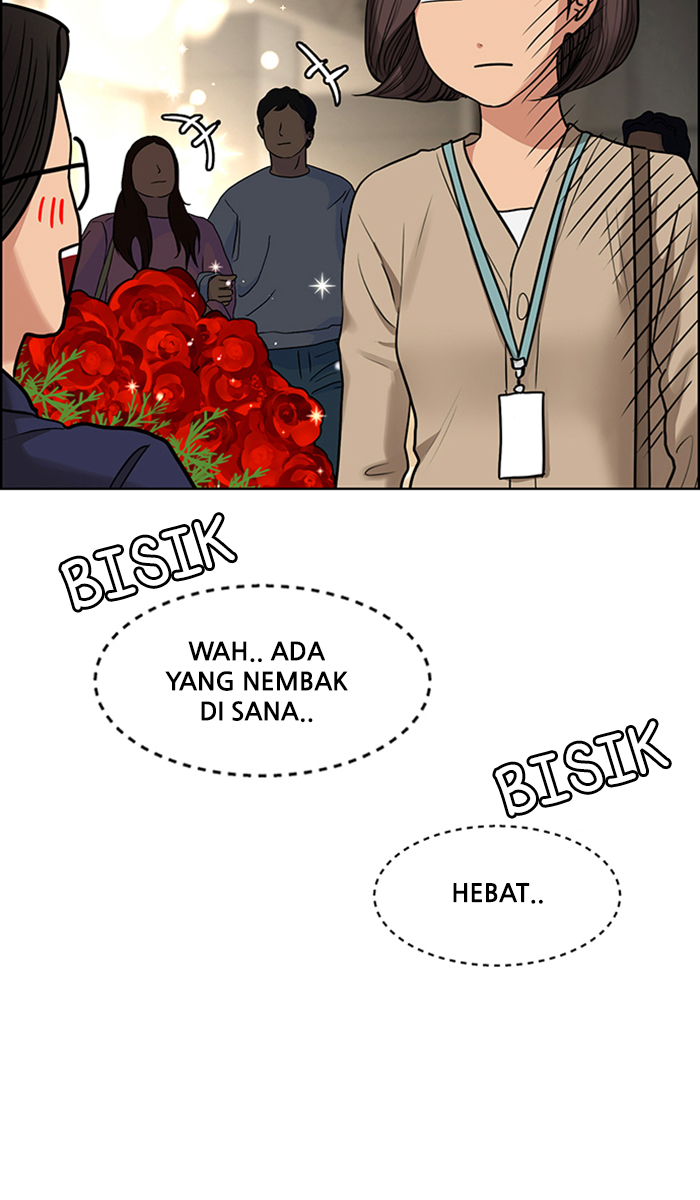 BISIK
WAH.. ADA
YANG NEMBAK
DI SANA..
BISIK
HEBAT..